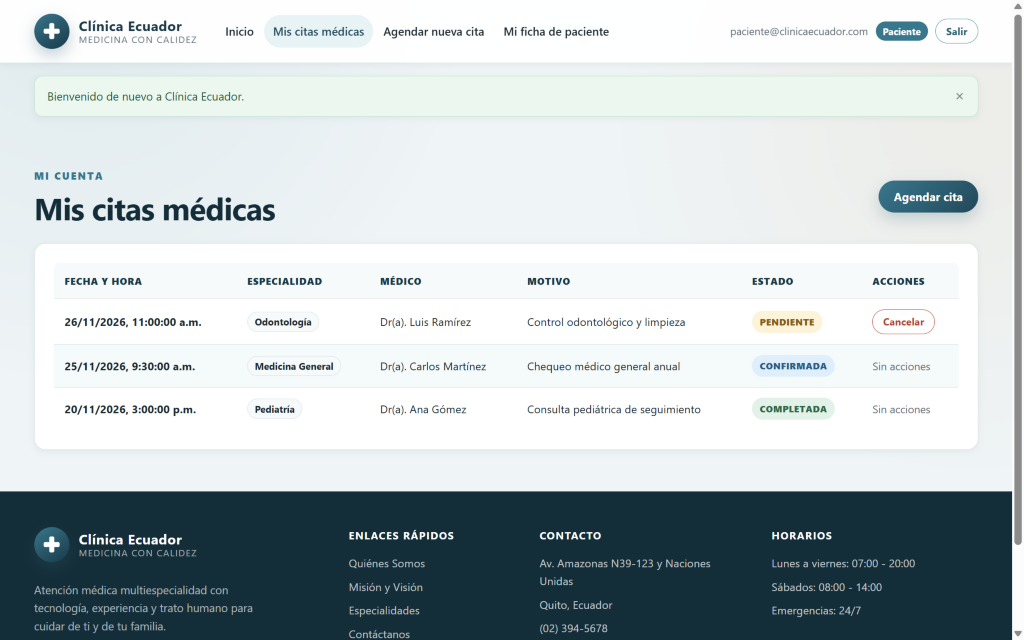 Clínica Ecuador
MEDICINA CON CALIDEZ
Inicio
Mis citas médicas
Agendar nueva cita
Mi ficha de paciente
paciente@clinicaecuador.com
Paciente
Salir
Bienvenido de nuevo a Clínica Ecuador.
×
MI CUENTA
Mis citas médicas
Agendar cita
FECHA Y HORA ESPECIALIDAD MÉDICO MOTIVO ESTADO ACCIONES
26/11/2026, 11:00:00 a.m. Odontología Dr(a). Luis Ramírez Control odontológico y limpieza PENDIENTE Cancelar
25/11/2026, 9:30:00 a.m. Medicina General Dr(a). Carlos Martínez Chequeo médico general anual CONFIRMADA Sin acciones
20/11/2026, 3:00:00 p.m. Pediatría Dr(a). Ana Gómez Consulta pediátrica de seguimiento COMPLETADA Sin acciones
Clínica Ecuador
MEDICINA CON CALIDEZ
Atención médica multiespecialidad con
tecnología, experiencia y trato humano para
cuidar de ti y de tu familia.
ENLACES RÁPIDOS
Quiénes Somos
Misión y Visión
Especialidades
Contáctanos
CONTACTO
Av. Amazonas N39-123 y Naciones
Unidas
Quito, Ecuador
(02) 394-5678
HORARIOS
Lunes a viernes: 07:00 - 20:00
Sábados: 08:00 - 14:00
Emergencias: 24/7